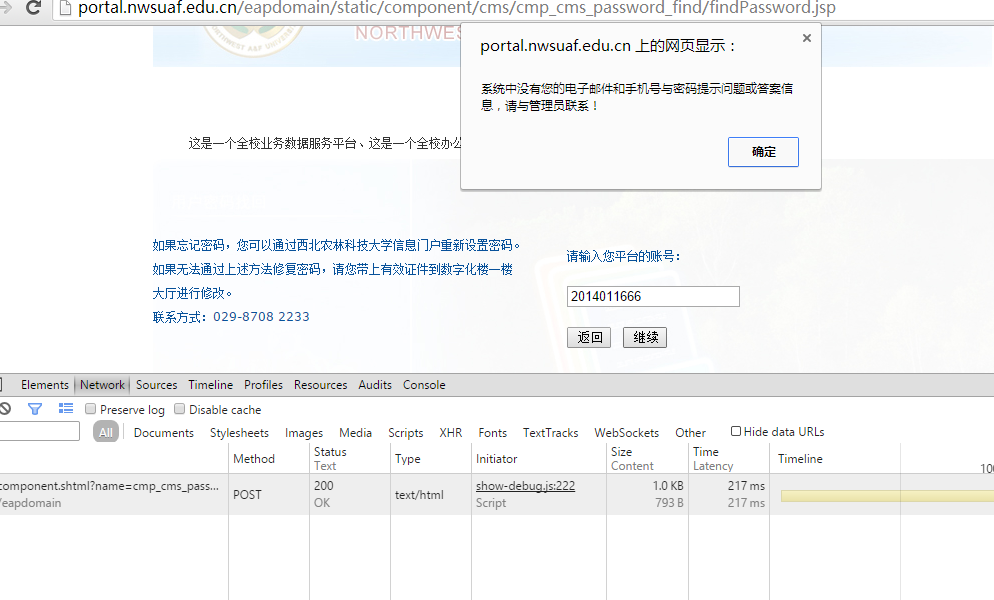 portal.nwsuaf.edu.cn/eapdomain/static/component/cms/cmp_cms_password_find/findPassword.jsp
NORTHWES
portal.nwsuaf.edu.cn 上的网页显示：
系统中没有您的电子邮件和手机号与密码提示问题或答案信
息，请与管理员联系！
确定
这是一个全校业务数据服务平台、这是一个全校办公
如果忘记密码，您可以通过西北农林科技大学信息门户重新设置密码。
如果无法通过上述方法修复密码，请您带上有效证件到数字化楼一楼
大厅进行修改。
联系方式：029-8708 2233
请输入您平台的账号：
2014011666
返回 继续
Elements Network Sources Timeline Profiles Resources Audits Console
Preserve log Disable cache
All Documents Stylesheets Images Media Scripts XHR Fonts TextTracks WebSockets Other Hide data URLs
Method Status Type Initiator Size Time Timeline
Text Content Latency 100
component.shtml?name=cmp_cms_pass... POST 200 text/html show-debug.js:222 1.0 KB 217 ms
/eapdomain OK Script 793 B 217 ms